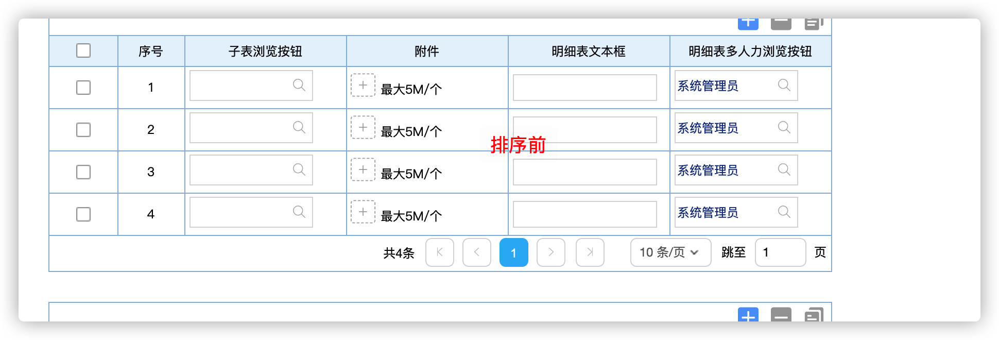 序号 子表浏览按钮 附件 明细表文本框 明细表多人力浏览按钮
1 最大5M/个 系统管理员
2 最大5M/个 系统管理员
排序前
3 最大5M/个 系统管理员
4 最大5M/个 系统管理员
共4条 1 10 条/页 跳至 1 页